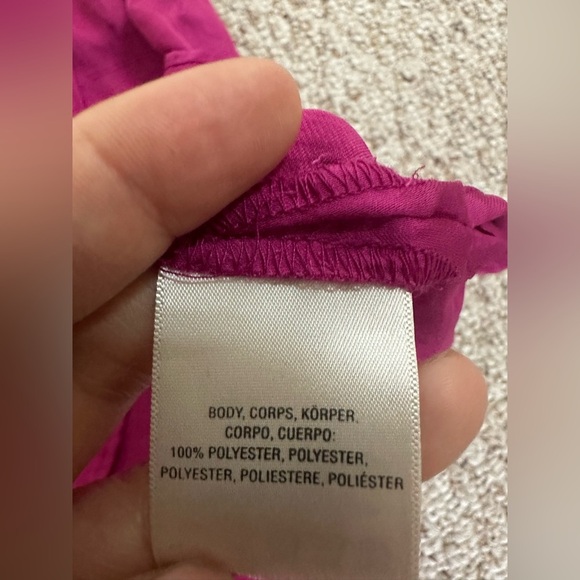 BODY, CORPS, KÖRPER,
CORPO, CUERPO:
100% POLYESTER, POLYESTER,
POLYESTER, POLIESTERE, POLIÉSTER